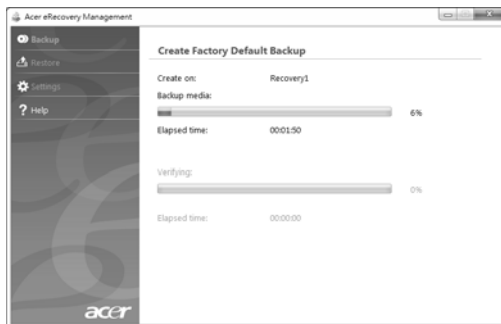 Acer eRecovery Management
Backup
Restore
Settings
? Help
Create Factory Default Backup
Create on: Recovery1
Backup media:
6%
Elapsed time: 00:01:50
Verifying:
0%
Elapsed time: 00:00:00
acer